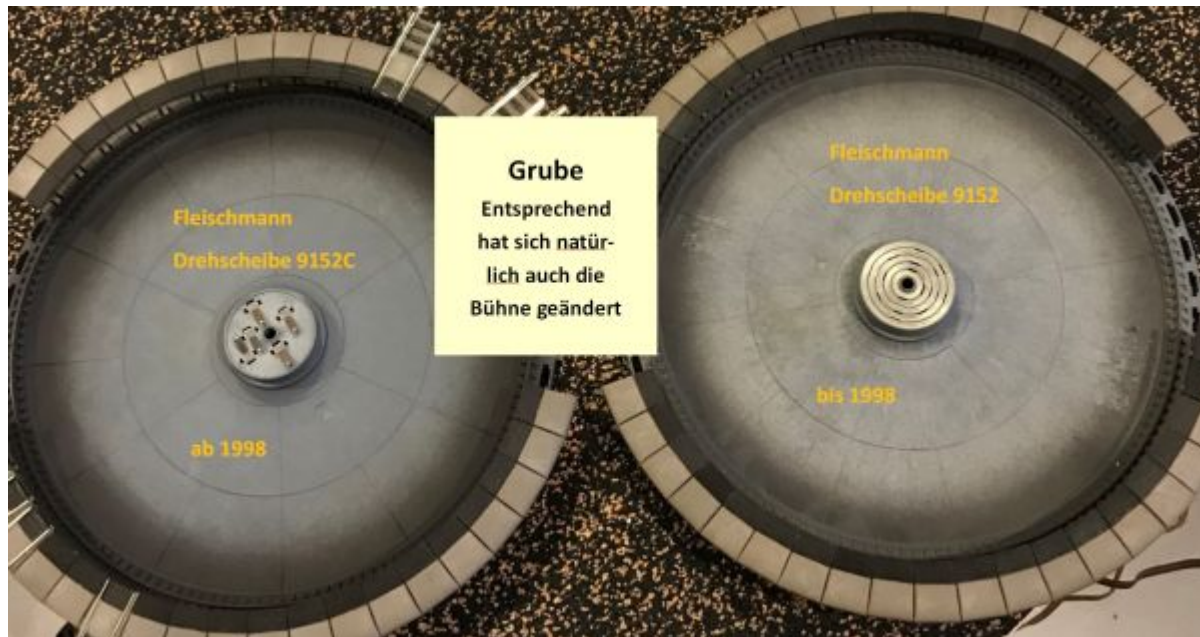 Fleischmann
Drehscheibe 9152C
ab 1998
Grube
Entsprechend
hat sich natür-
lich auch die
Bühne geändert
Fleischmann
Drehscheibe 9152
bis 1998